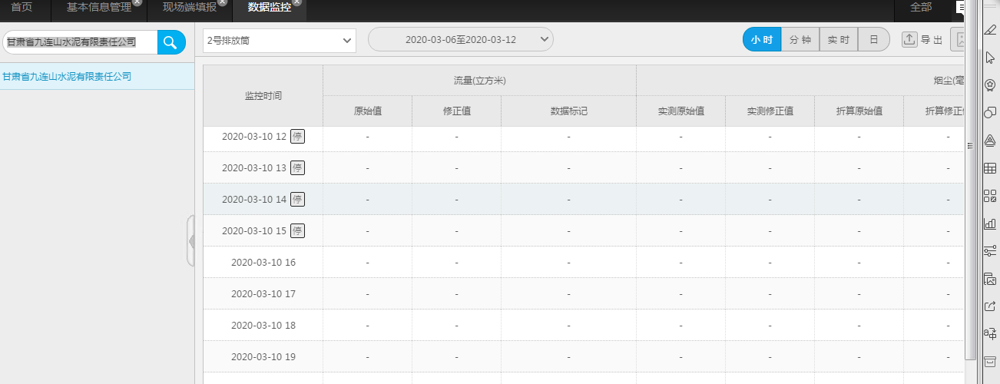 首页 基本信息管理 现场端填报 数据监控 全部
甘肃省九连山水泥有限责任公司 2号排放筒 2020-03-06至2020-03-12 小时 分钟 实时 日 导出
甘肃省九连山水泥有限责任公司
监控时间 流量(立方米) 烟尘(毫
原始值 修正值 数据标记 实测原始值 实测修正值 折算原始值 折算修正
2020-03-10 12 停 - - - - - - -
2020-03-10 13 停 - - - - - - -
2020-03-10 14 停 - - - - - - -
2020-03-10 15 停 - - - - - - -
2020-03-10 16 - - - - - - -
2020-03-10 17 - - - - - - -
2020-03-10 18 - - - - - - -
2020-03-10 19 - - - - - - -